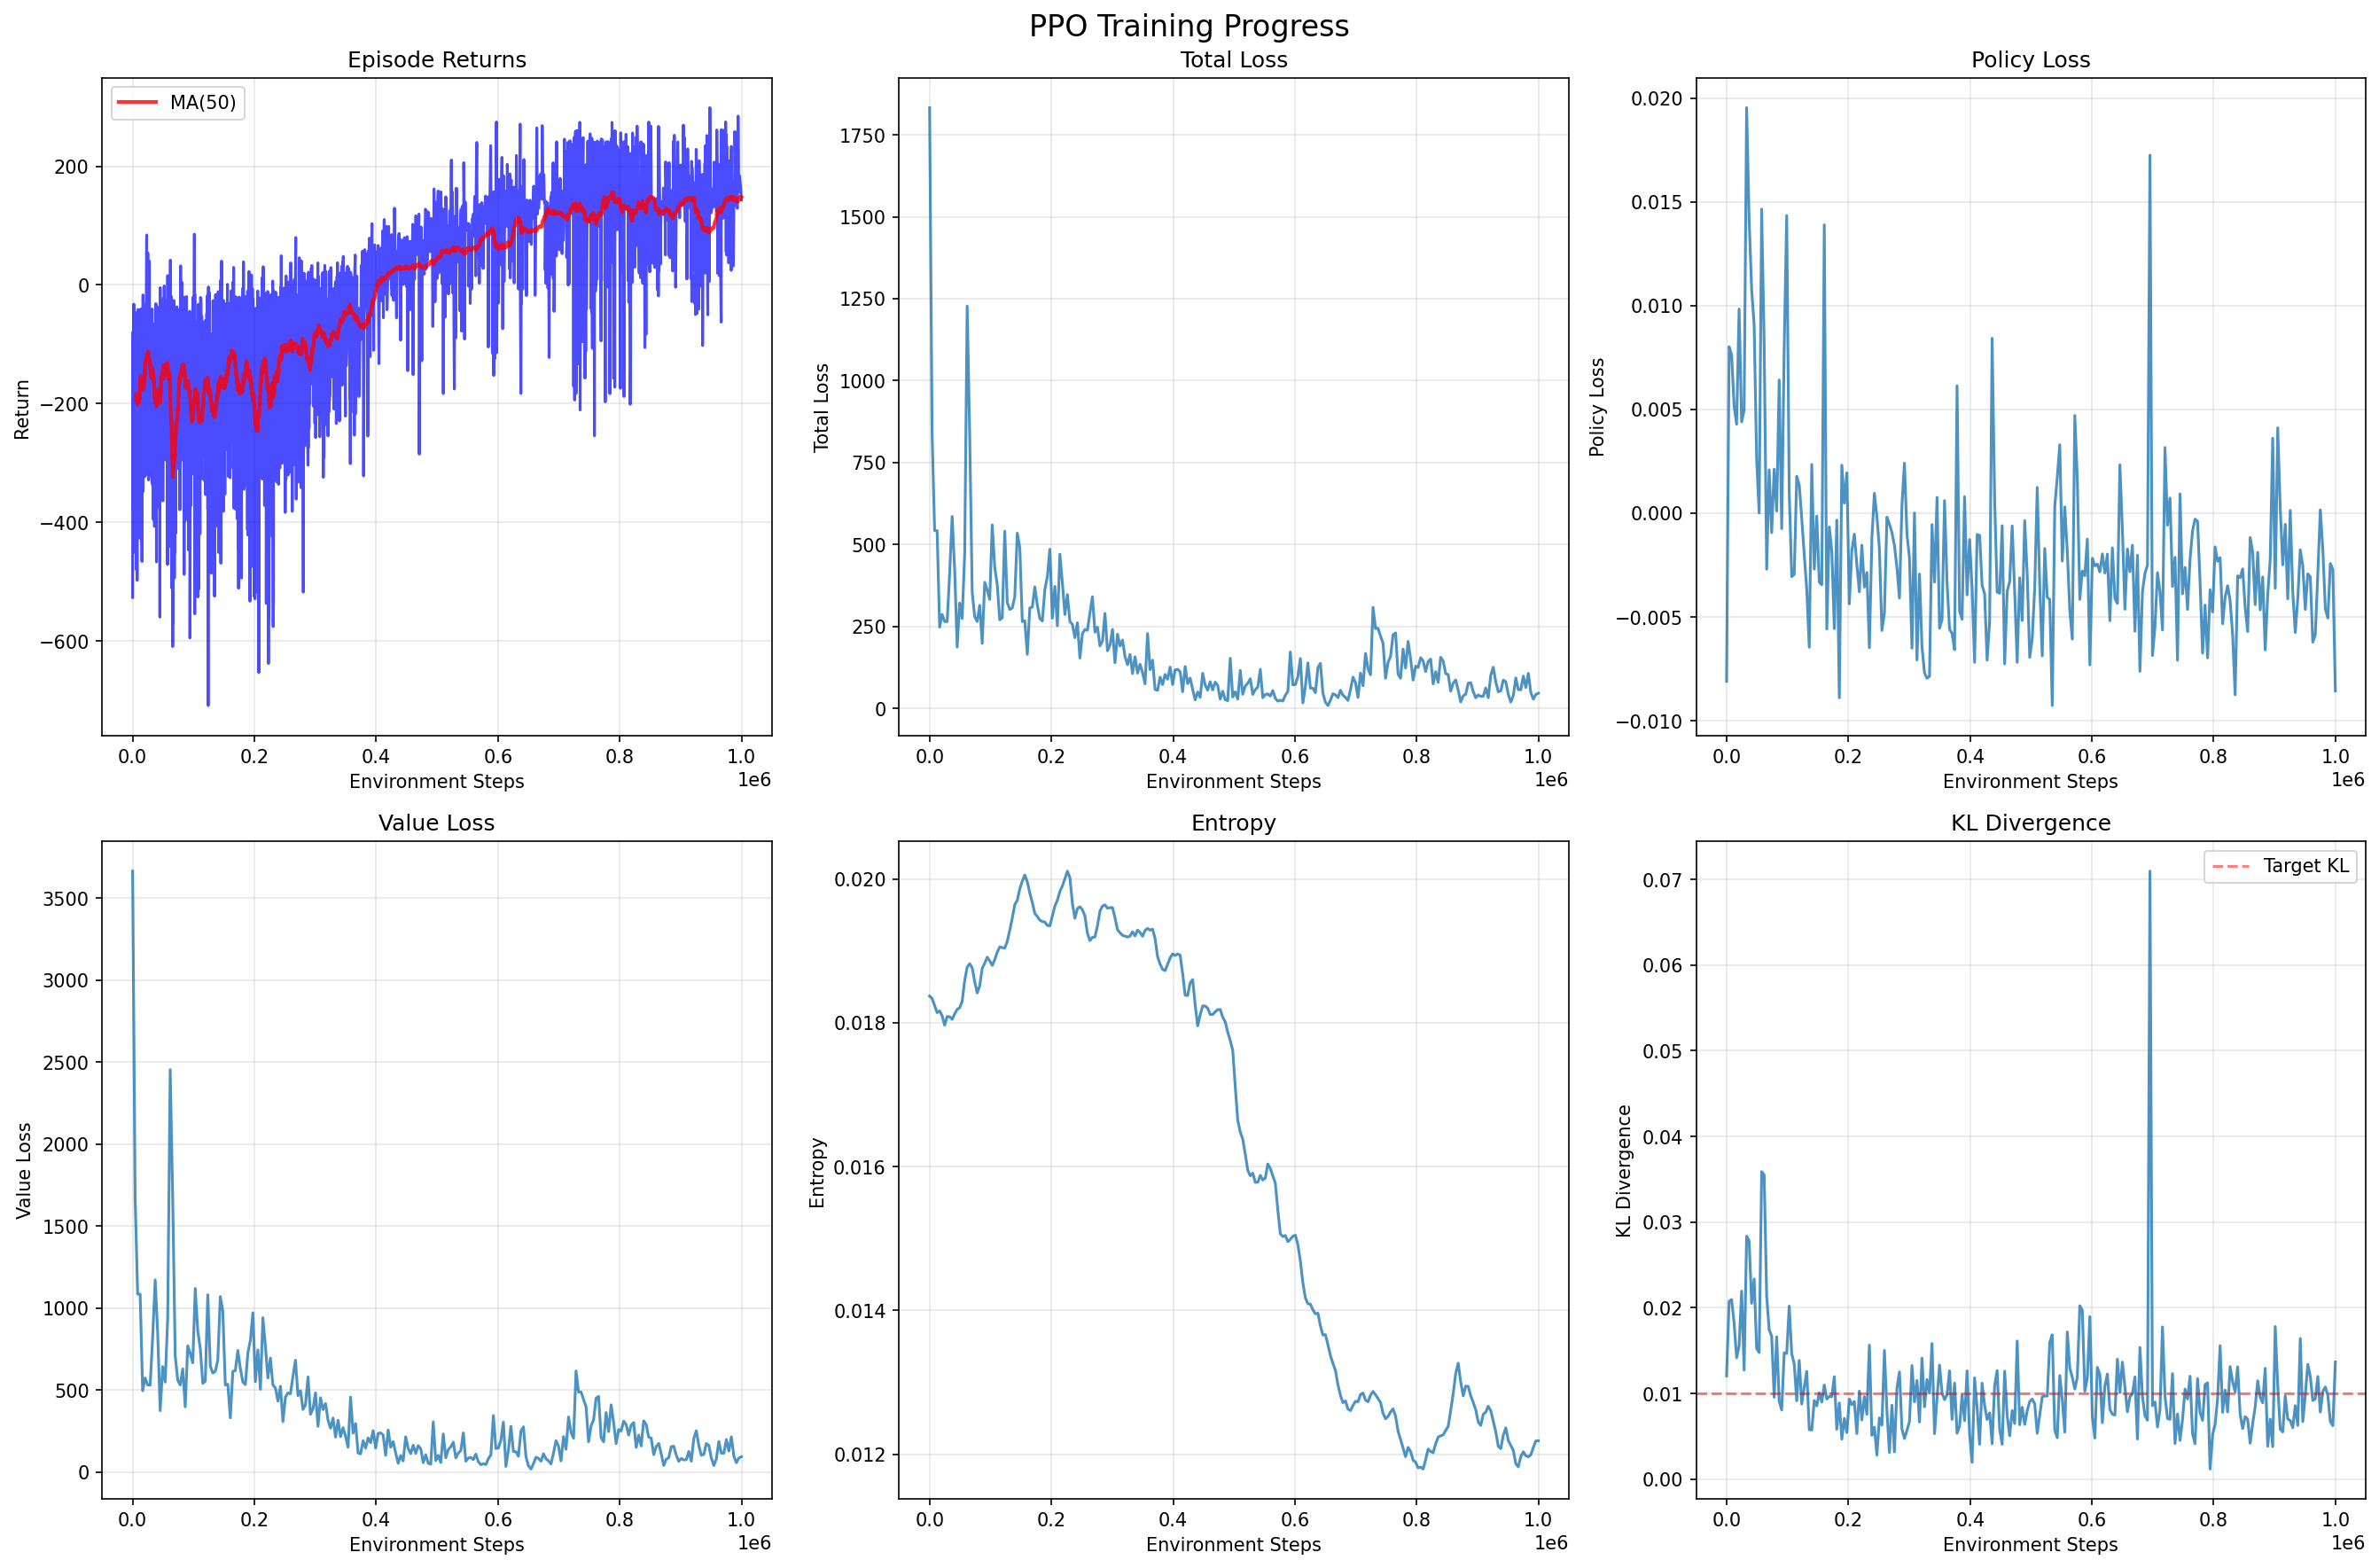 PPO Training Progress
Episode Returns
MA(50)
Return
200
0
−200
−400
−600
0.0 0.2 0.4 0.6 0.8 1.0
1e6
Environment Steps
Total Loss
Total Loss
1750
1500
1250
1000
750
500
250
0
0.0 0.2 0.4 0.6 0.8 1.0
1e6
Environment Steps
Policy Loss
Policy Loss
0.020
0.015
0.010
0.005
0.000
−0.005
−0.010
0.0 0.2 0.4 0.6 0.8 1.0
1e6
Environment Steps
Value Loss
Value Loss
3500
3000
2500
2000
1500
1000
500
0
0.0 0.2 0.4 0.6 0.8 1.0
1e6
Environment Steps
Entropy
Entropy
0.020
0.018
0.016
0.014
0.012
0.0 0.2 0.4 0.6 0.8 1.0
1e6
Environment Steps
KL Divergence
Target KL
KL Divergence
0.07
0.06
0.05
0.04
0.03
0.02
0.01
0.00
0.0 0.2 0.4 0.6 0.8 1.0
1e6
Environment Steps